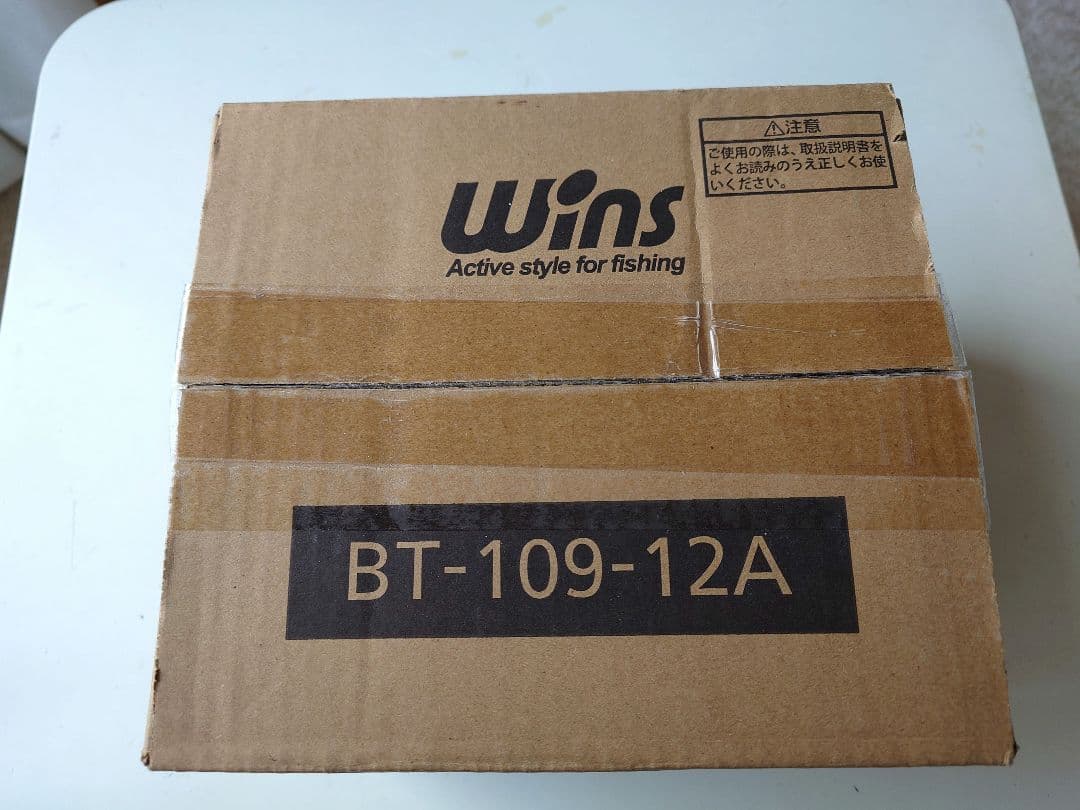 ⚠注意
ご使用の際は、取扱説明書を
よくお読みのうえ正しくお使
いください。
Wins
Active style for fishing
BT-109-12A